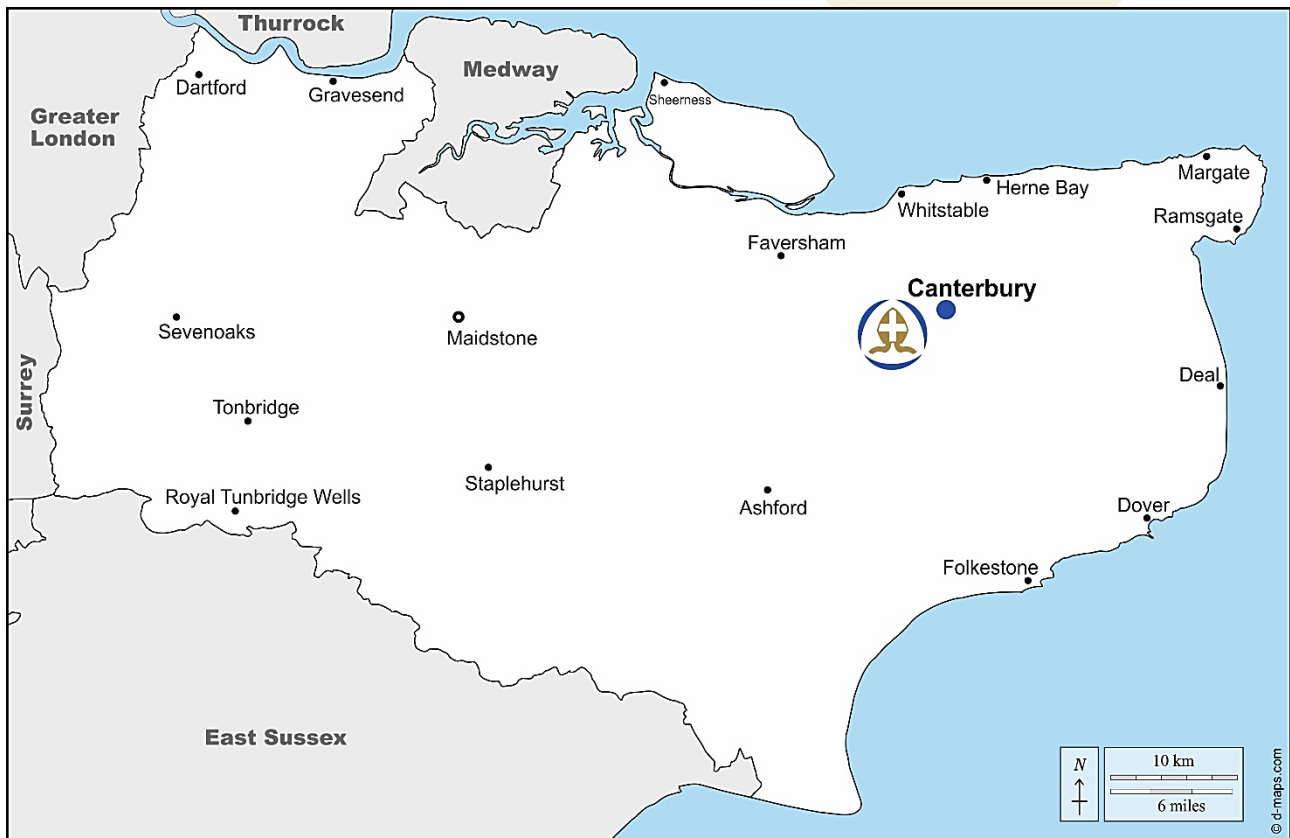 Thurrock
Medway
Dartford
Gravesend
Sheerness
Greater
London
Margate
Herne Bay
Whitstable
Ramsgate
Faversham
Canterbury
Sevenoaks
Maidstone
Surrey
Deal
Tonbridge
Staplehurst
Royal Tunbridge Wells
Ashford
Dover
Folkestone
East Sussex
N
10 km
6 miles
© d-maps.com